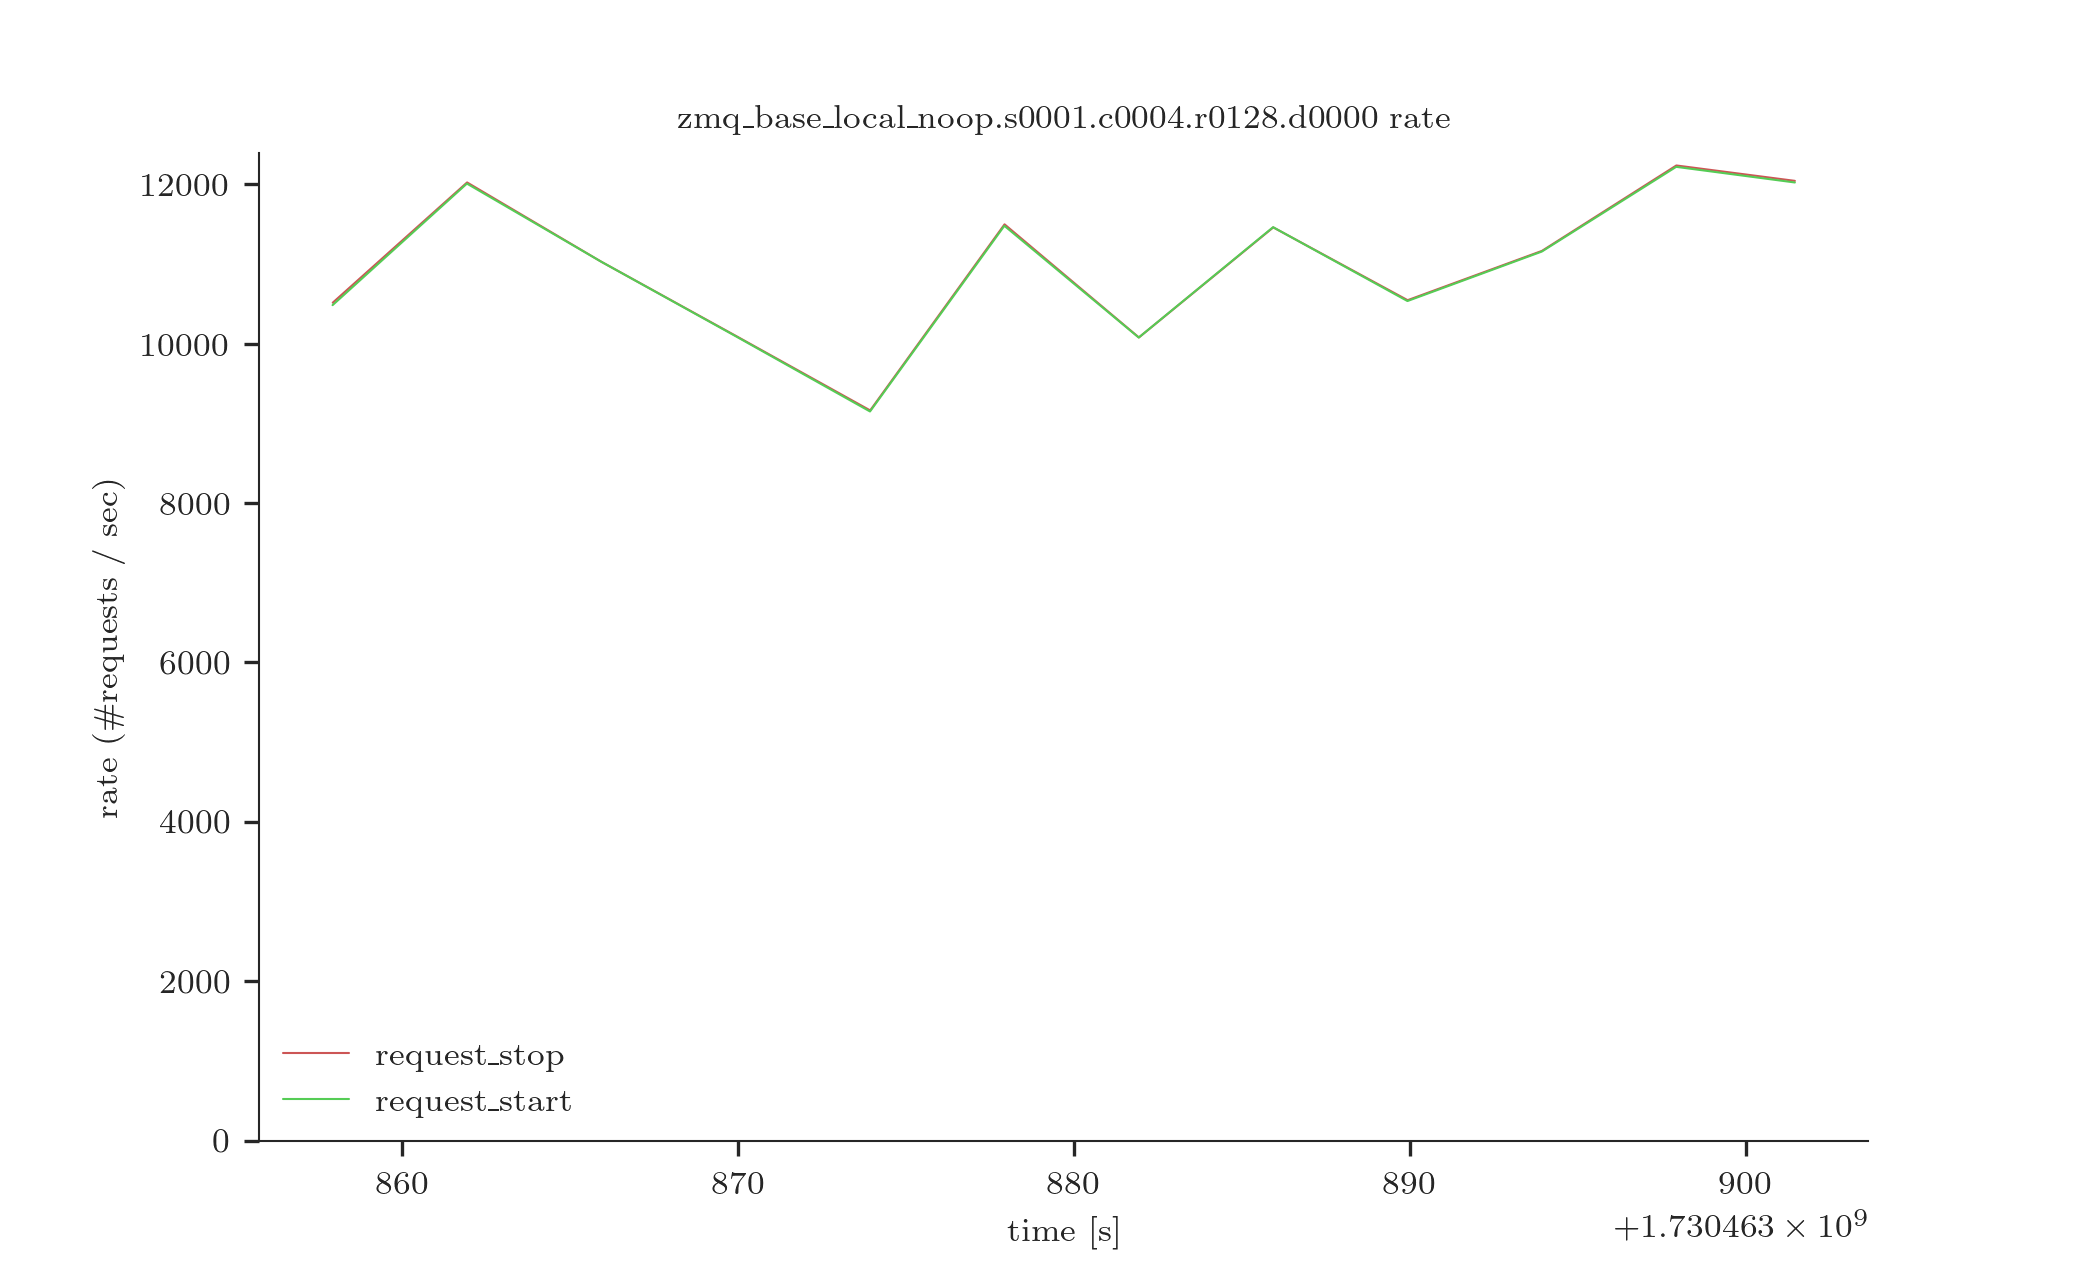 zmq_base_local_noop.s0001.c0004.r0128.d0000 rate
12000
10000
8000
6000
4000
2000
0
rate (#requests / sec)
request_stop
request_start
860 870 880 890 900
time [s]
+1.730463 × 10⁹